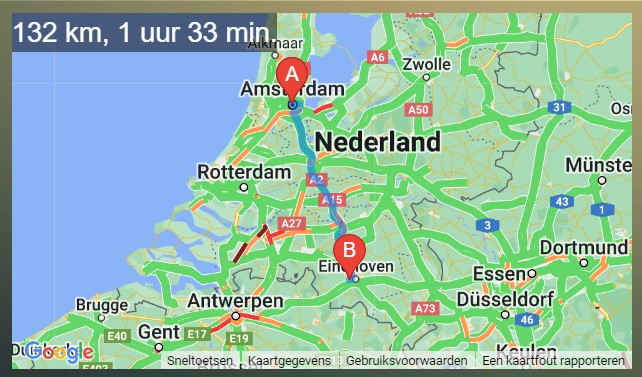 132 km, 1 uur 33 min.
Alkmaar
A6
Zwolle
A
Amsterdam
A50
31
Nederland
Münste
Rotterdam
A2
A15
43
1
A27
3
B
Dortmund
Eindhoven
Essen
Antwerpen
A73
Düsseldorf
Brugge
46
E40
Gent
E17
E19
Keulen
Google
Sneltoetsen
Kaartgegevens
Gebruiksvoorwaarden
Een kaartfout rapporteren